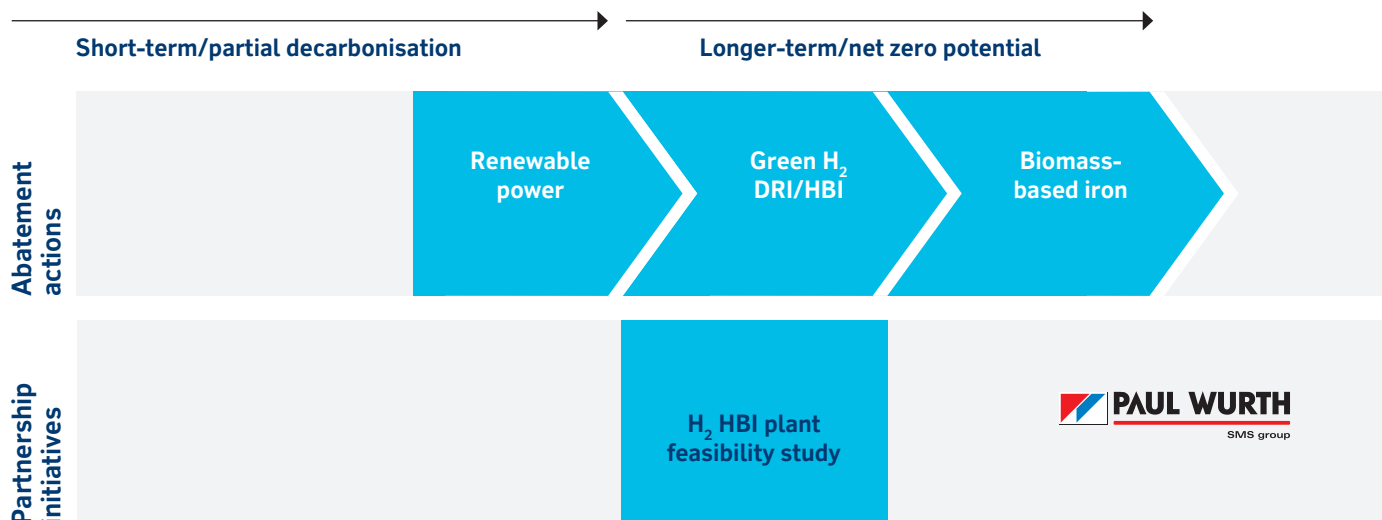 Short-term/partial decarbonisation
Longer-term/net zero potential
Abatement
actions
Renewable
power
Green H₂
DRI/HBI
Biomass-
based iron
Partnership
initiatives
H₂ HBI plant
feasibility study
PAUL WURTH
SMS group